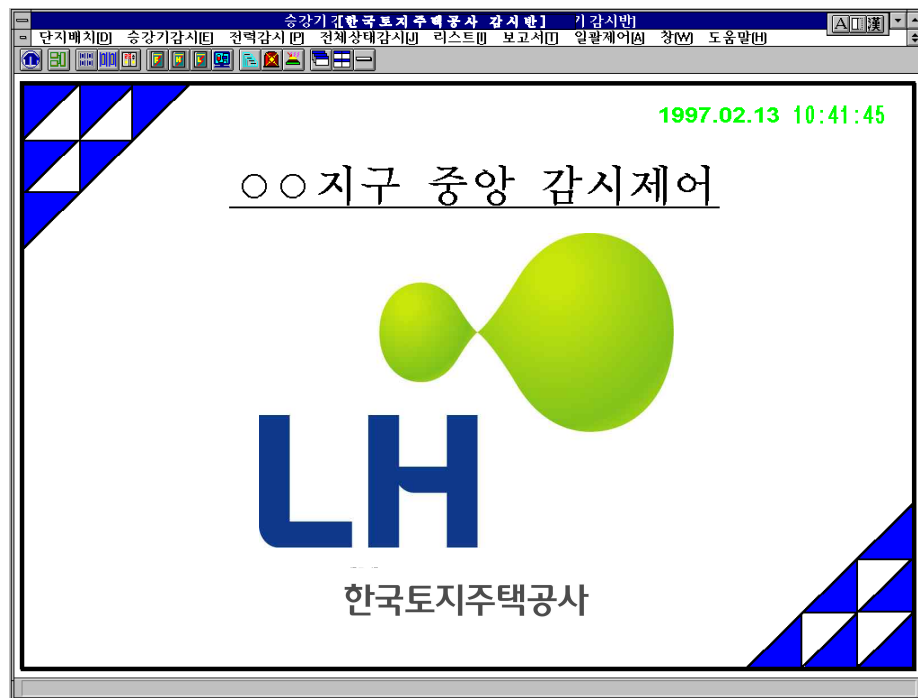 승강기 [한국토지주택공사 감시반] 기 감시반]
A 漢
단지배치[D] 승강기감시[E] 전력감시[P] 전체상태감시[J] 리스트[I] 보고서[T] 일괄제어[A] 창[W] 도움말[H]
1997.02.13 10:41:45
○○지구 중앙 감시제어
LH
한국토지주택공사